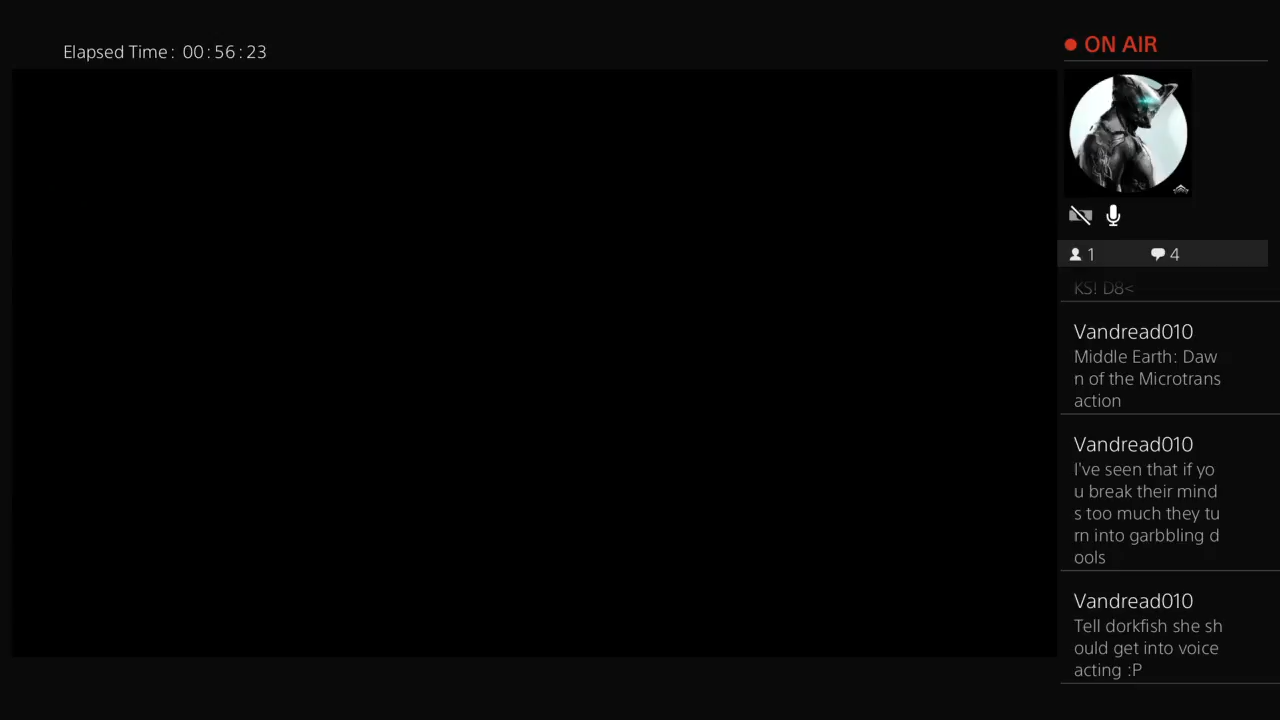 Elapsed Time: 00:56:23
ON AIR
1 4
KS! D8<
Vandread010
Middle Earth: Daw
n of the Microtrans
action
Vandread010
I've seen that if yo
u break their mind
s too much they tu
rn into garbbling d
ools
Vandread010
Tell dorkfish she sh
ould get into voice
acting :P